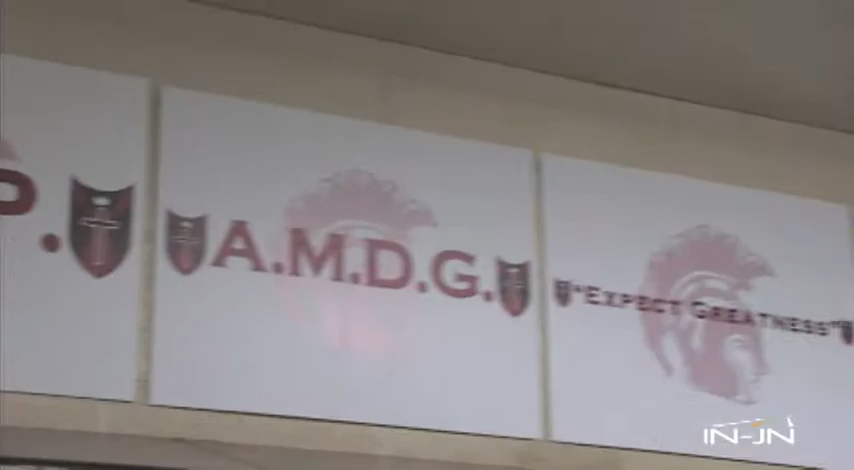 P.
A.M.D.G.
"EXPECT GREATNESS"
IN-JN